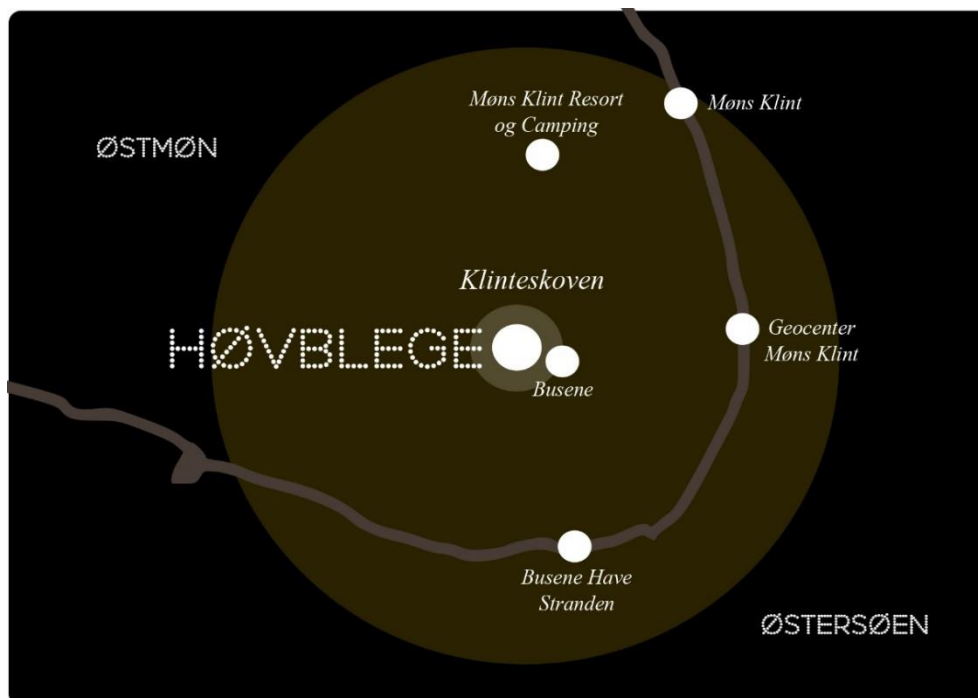 Møns Klint Resort
og Camping
Møns Klint
ØSTMØN
Klinteskoven
HØVBLEGE
Geocenter
Møns Klint
Busene
Busene Have
Stranden
ØSTERSØEN